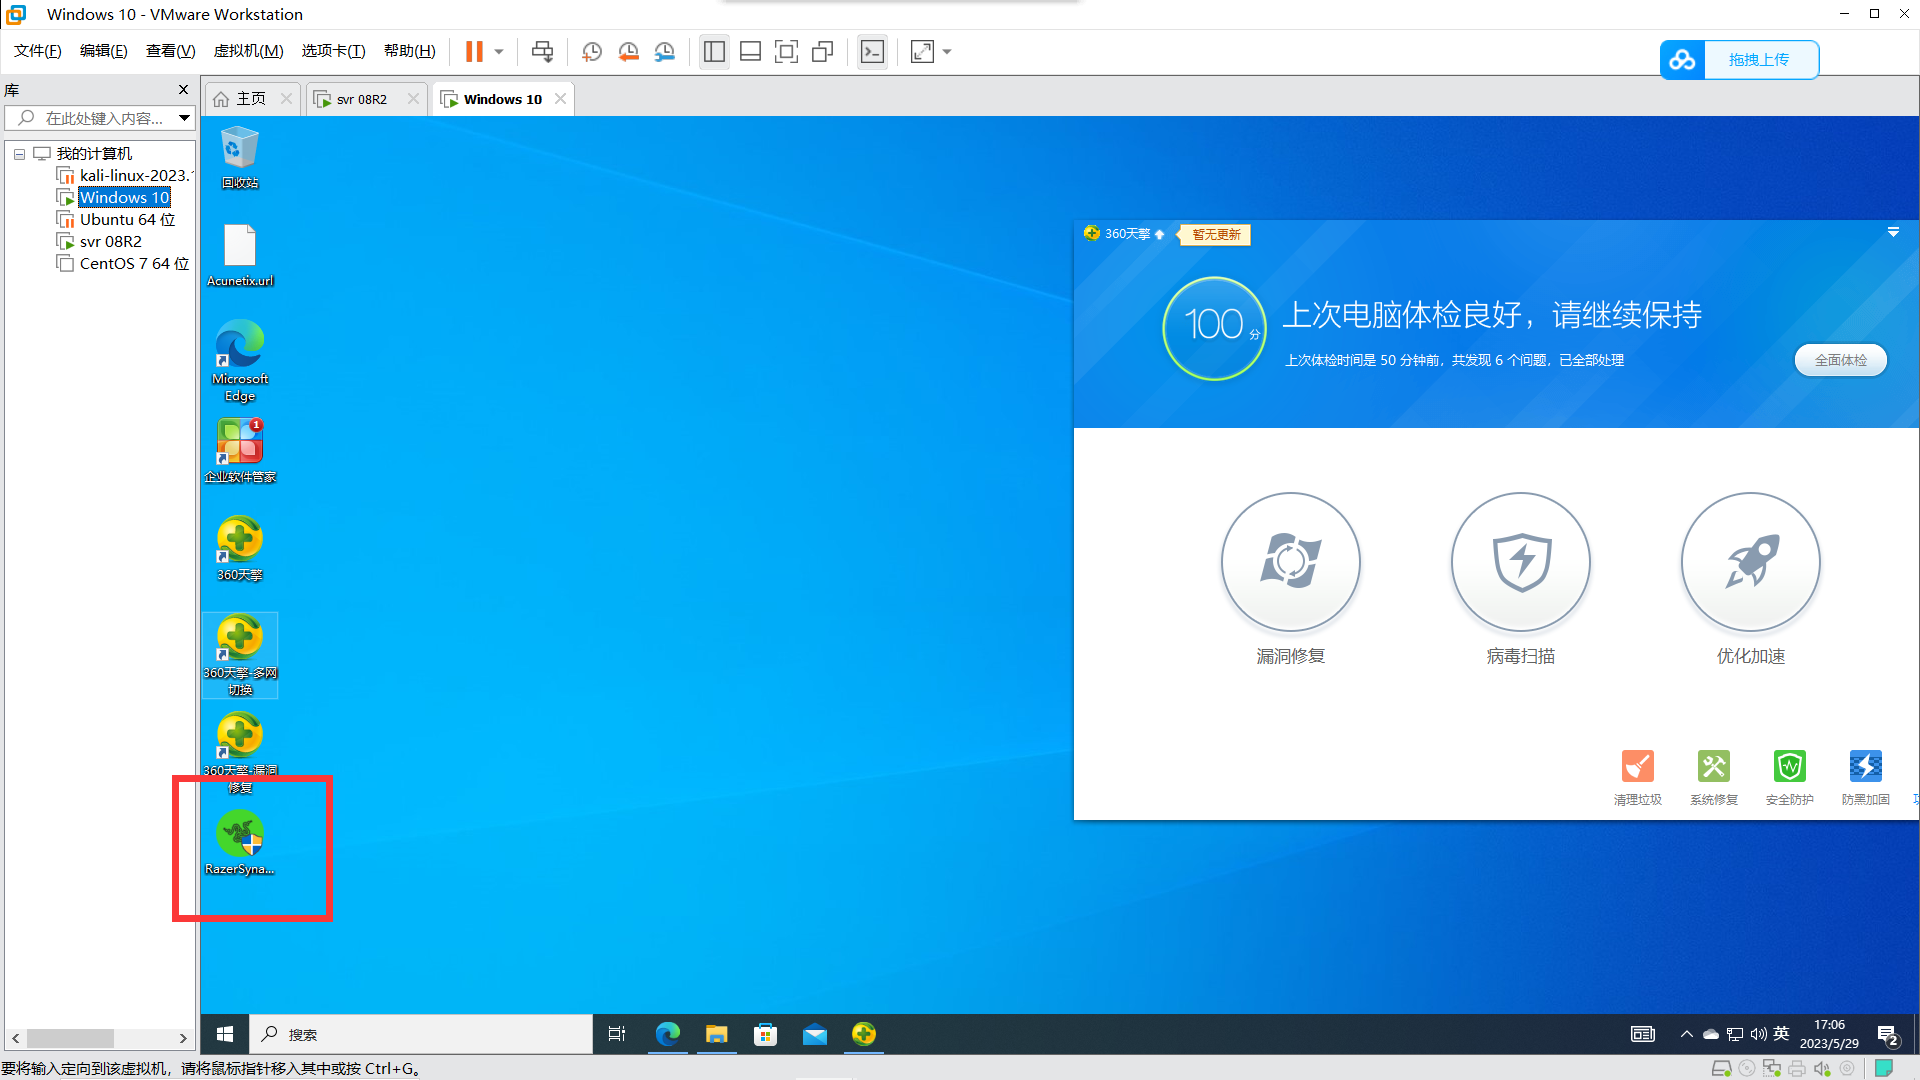 Windows 10 - VMware Workstation
文件(F) 编辑(E) 查看(V) 虚拟机(M) 选项卡(T) 帮助(H)
拖拽上传
库
主页
svr 08R2
Windows 10
在此处键入内容...
我的计算机
kali-linux-2023.
Windows 10
Ubuntu 64 位
svr 08R2
CentOS 7 64 位
回收站
Acunetix.url
Microsoft
Edge
1
企业软件管家
360天擎
360天擎-多网
切换
360天擎-漏洞
修复
RazerSyna...
360天擎
暂无更新
100分
上次电脑体检良好，请继续保持
上次体检时间是 50 分钟前，共发现 6 个问题，已全部处理
全面体检
漏洞修复
病毒扫描
优化加速
清理垃圾
系统修复
安全防护
防黑加固
搜索
英
17:06
2023/5/29
2
要将输入定向到该虚拟机，请将鼠标指针移入其中或按 Ctrl+G。